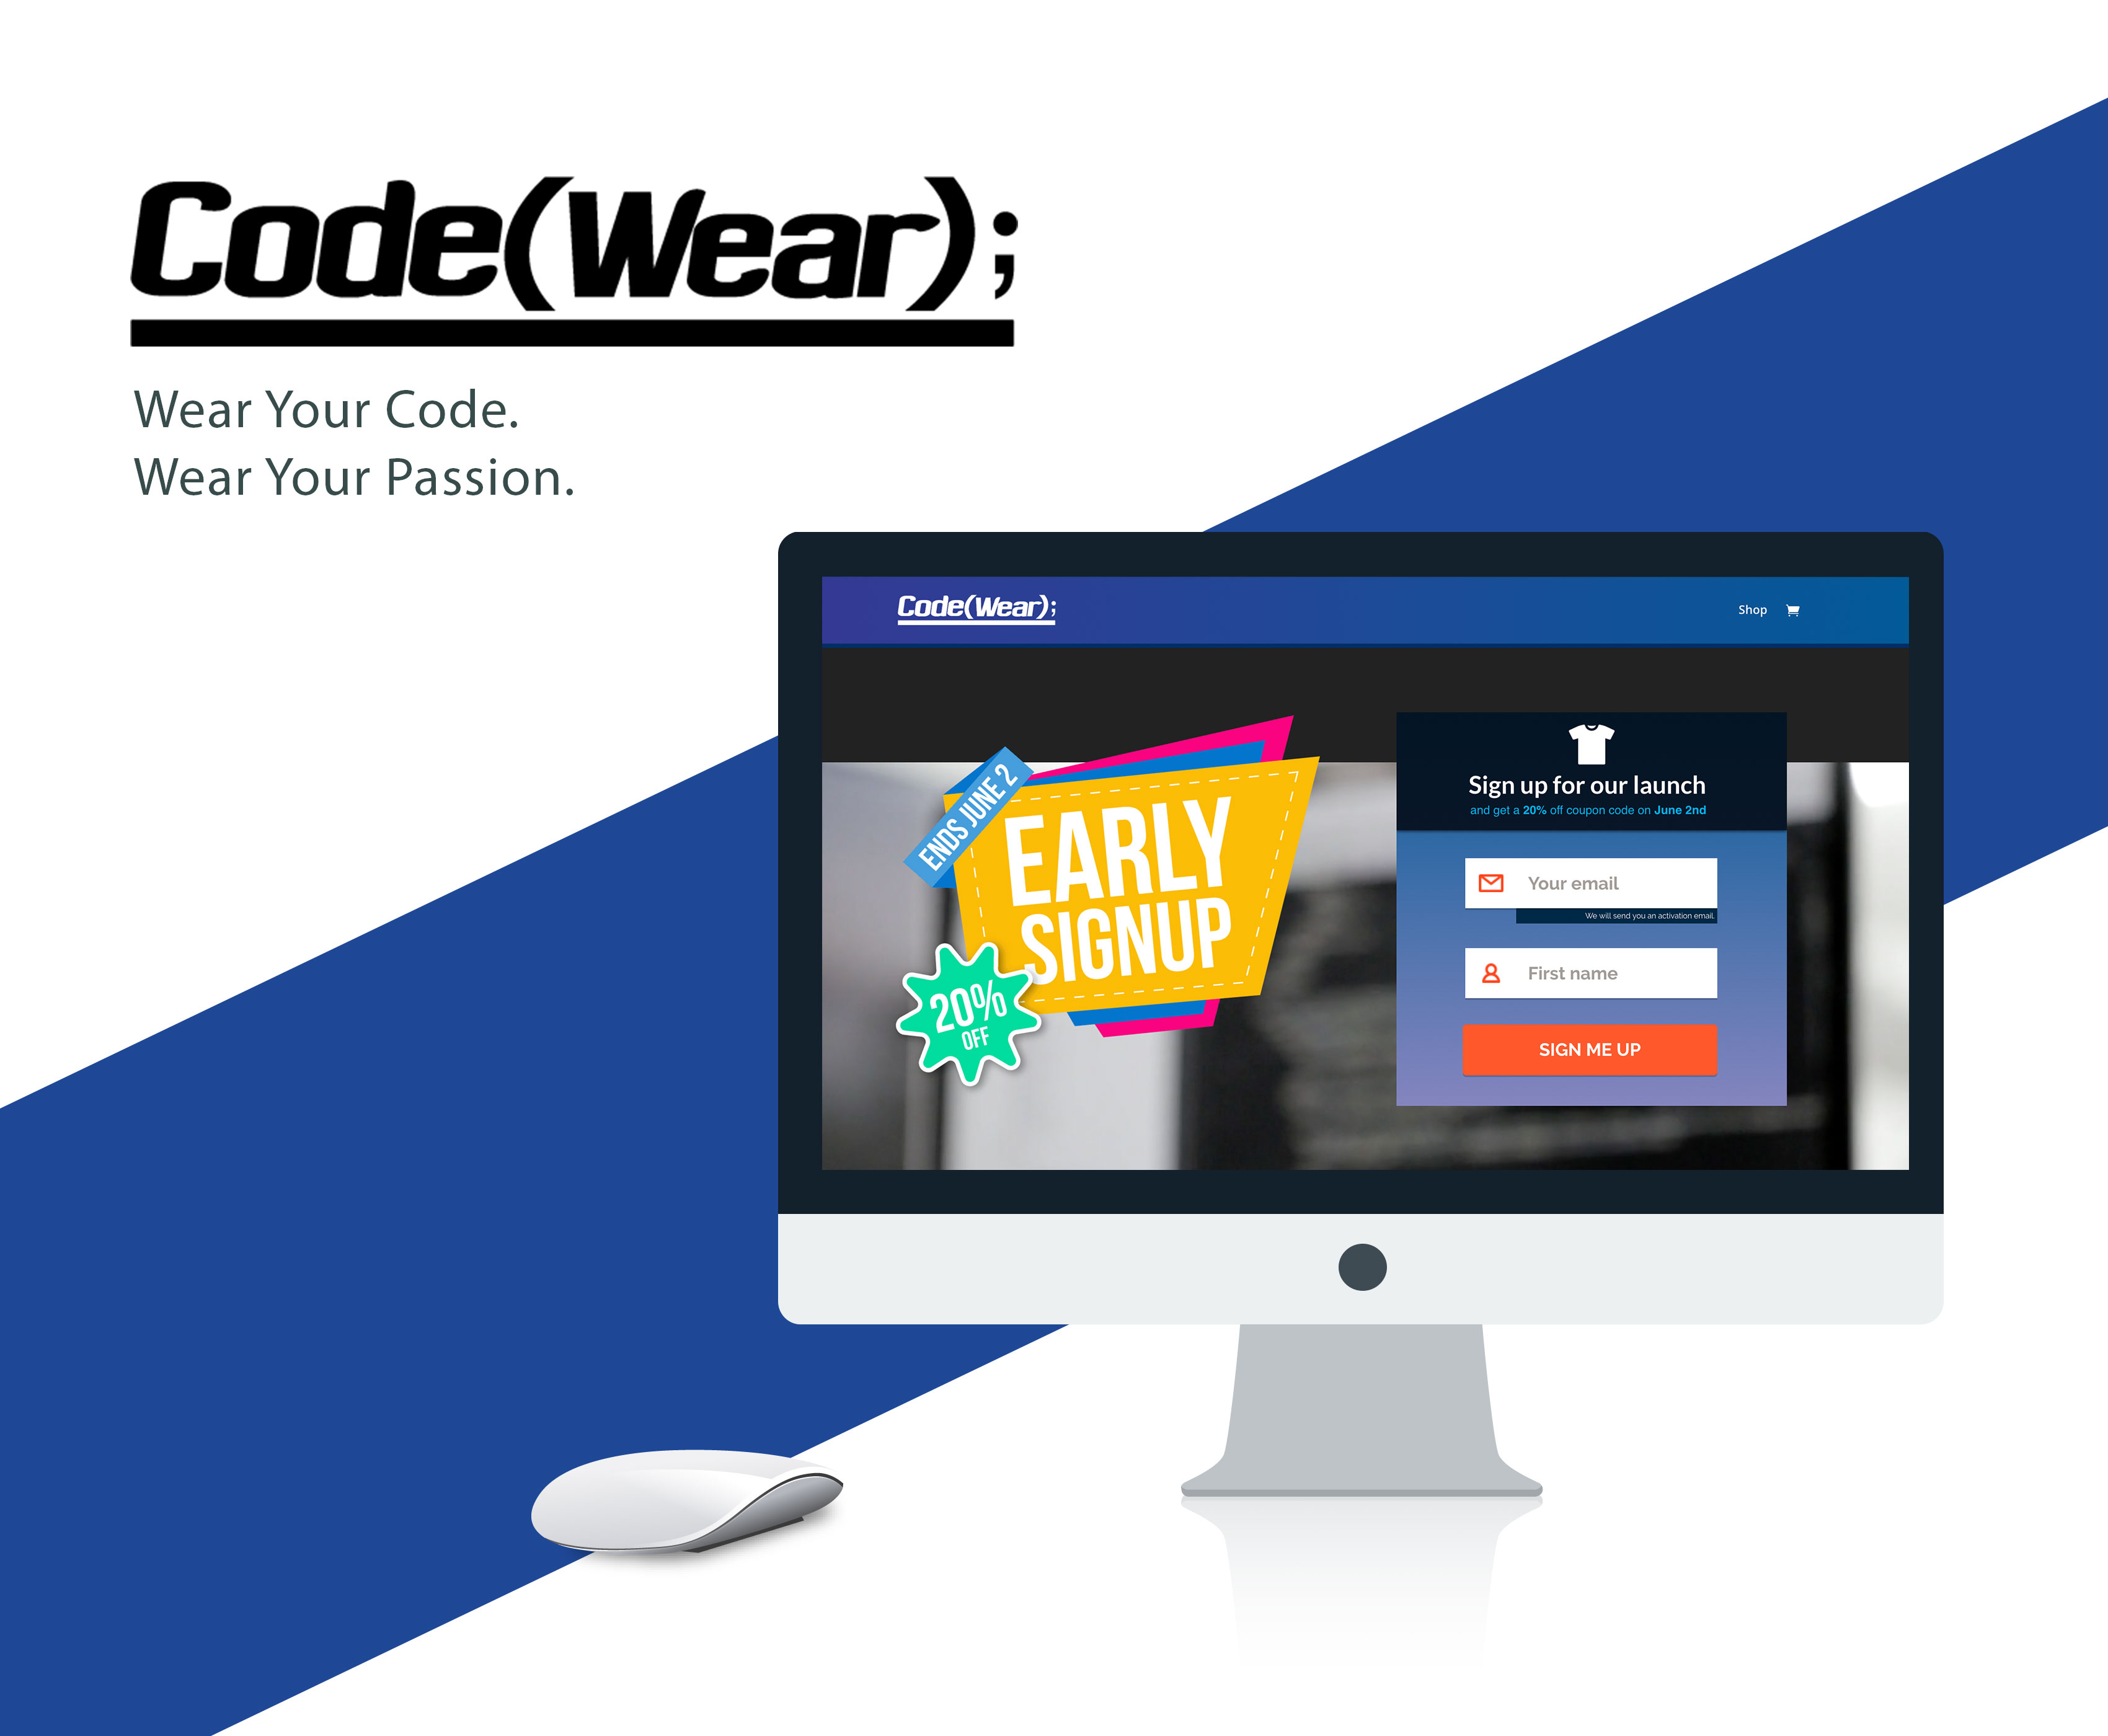 Code(Wear);
Wear Your Code.
Wear Your Passion.
Code(Wear);
Shop
ENDS JUNE 2
EARLY
SIGNUP
20%
OFF
Sign up for our launch
and get a 20% off coupon code on June 2nd
Your email
We will send you an activation email.
First name
SIGN ME UP